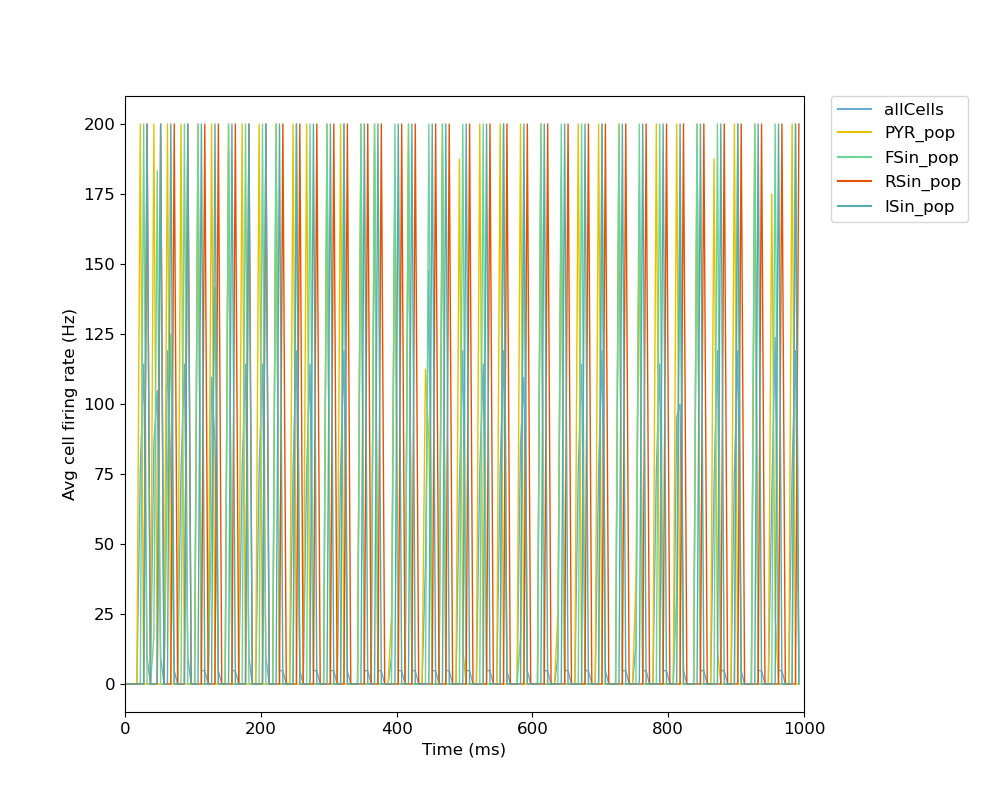 200
175
150
125
100
75
50
25
0
Avg cell firing rate (Hz)
0 200 400 600 800 1000
Time (ms)
allCells
PYR_pop
FSin_pop
RSin_pop
ISin_pop